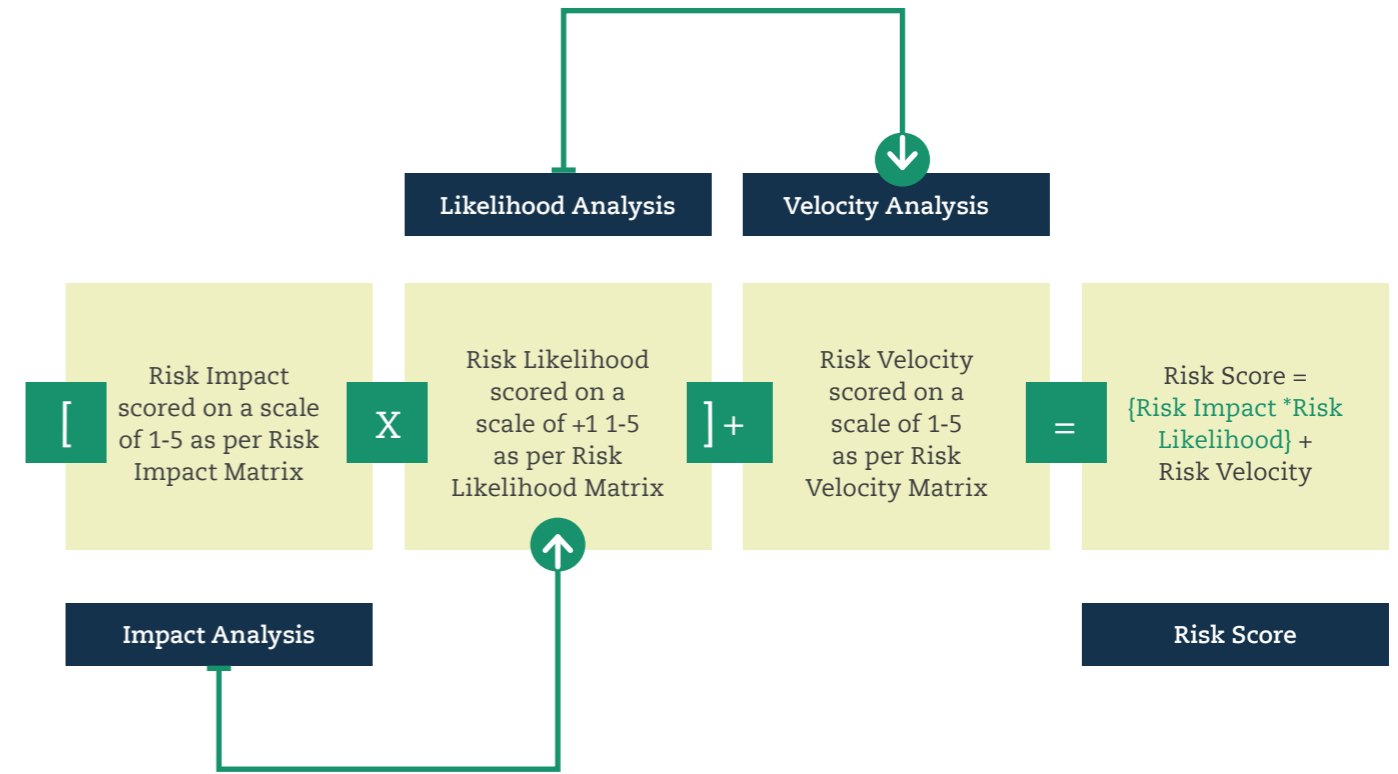 Likelihood Analysis
Velocity Analysis
[
Risk Impact
scored on a scale
of 1-5 as per Risk
Impact Matrix
X
Risk Likelihood
scored on a
scale of +1 1-5
as per Risk
Likelihood Matrix
]+
Risk Velocity
scored on a
scale of 1-5
as per Risk
Velocity Matrix
=
Risk Score =
{Risk Impact *Risk
Likelihood} +
Risk Velocity
Impact Analysis
Risk Score